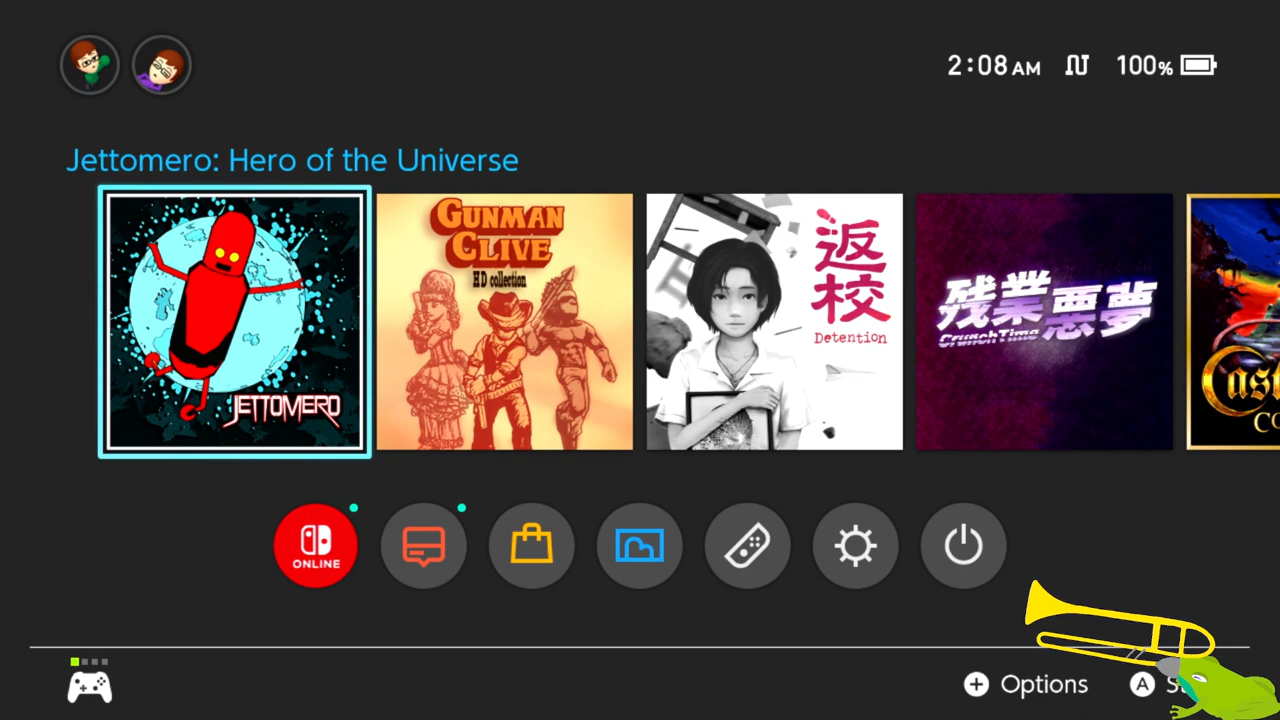 2:08 AM 100%
Jettomero: Hero of the Universe
JETTOMERO
GUNMAN
CLIVE
HD collection
返校
Detention
残業悪夢
CrunchTime
ONLINE
+ Options A